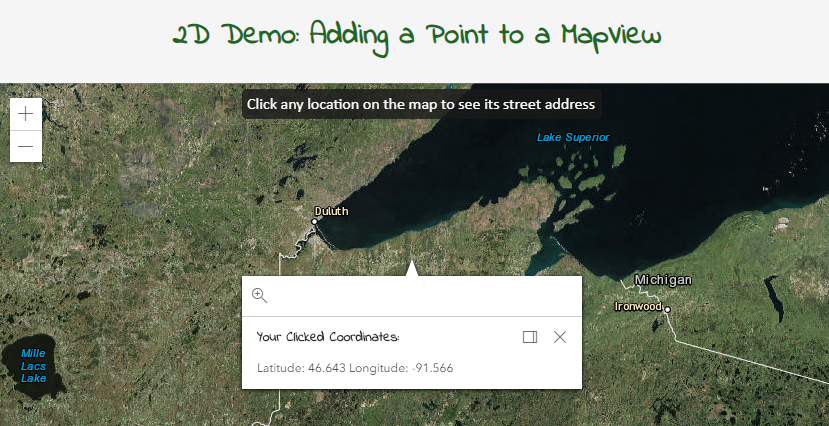 2D Demo: Adding a Point to a MapView
Click any location on the map to see its street address
Lake Superior
Duluth
Michigan
Ironwood
Your Clicked Coordinates:
Latitude: 46.643 Longitude: -91.566
Mille
Lacs
Lake